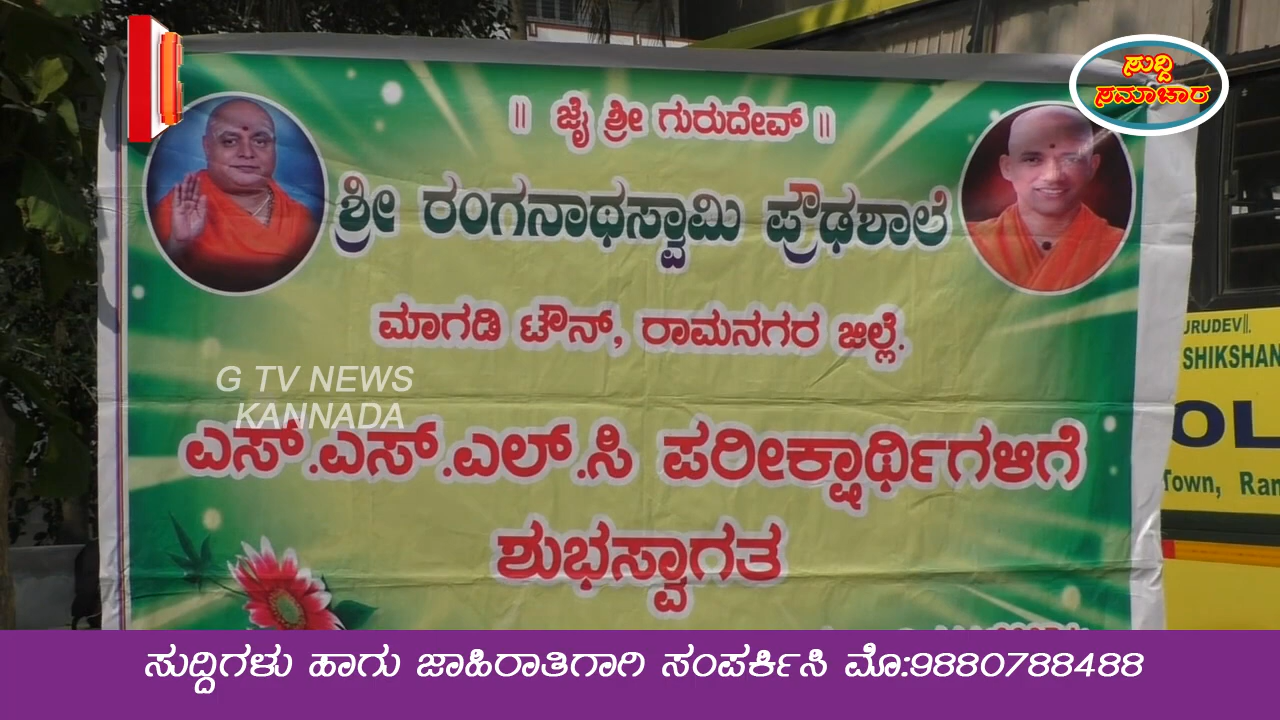 ಸುದ್ದಿ
ಸಮಾಚಾರ
॥ ಜೈ ಶ್ರೀ ಗುರುದೇವ್ ॥
ಶ್ರೀ ರಂಗನಾಥಸ್ವಾಮಿ ಪ್ರೌಢಶಾಲೆ
ಮಾಗಡಿ ಟೌನ್, ರಾಮನಗರ ಜಿಲ್ಲೆ.
URUDEV||.
SHIKSHAN
OL
Town, Ran
G TV NEWS
KANNADA
ಎಸ್.ಎಸ್.ಎಲ್.ಸಿ ಪರೀಕ್ಷಾರ್ಥಿಗಳಿಗೆ
ಶುಭಸ್ವಾಗತ
ಸುದ್ದಿಗಳು ಹಾಗು ಜಾಹಿರಾತಿಗಾಗಿ ಸಂಪರ್ಕಿಸಿ ಮೊ:9880788488